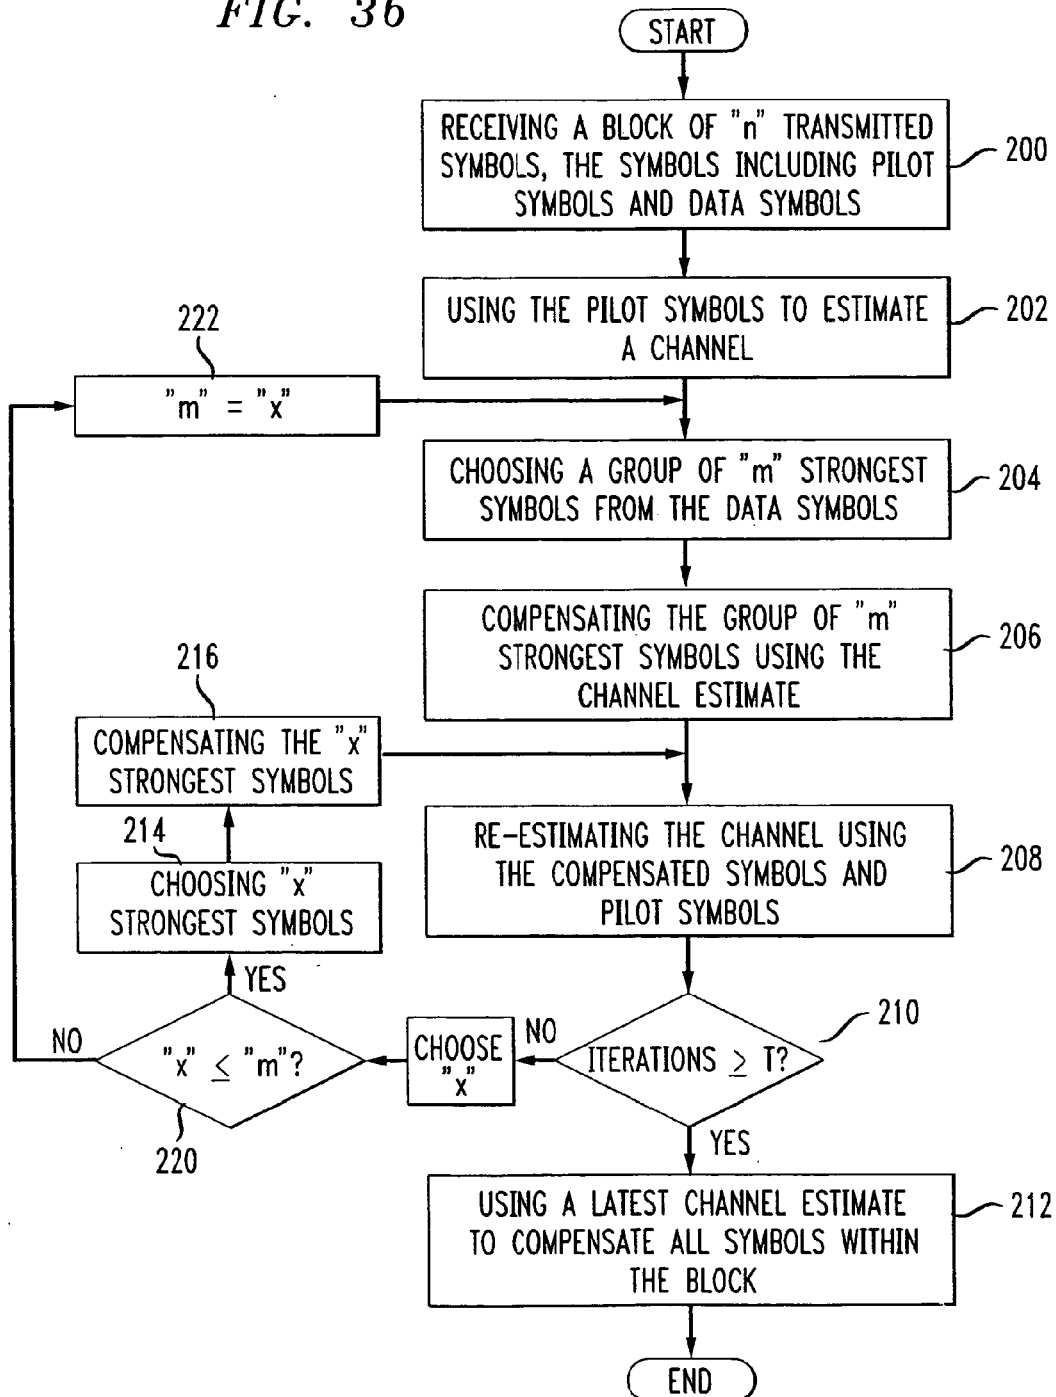 FIG. 36
START
RECEIVING A BLOCK OF "n" TRANSMITTED
SYMBOLS, THE SYMBOLS INCLUDING PILOT
SYMBOLS AND DATA SYMBOLS
200
USING THE PILOT SYMBOLS TO ESTIMATE
A CHANNEL
202
222
"m" = "x"
CHOOSING A GROUP OF "m" STRONGEST
SYMBOLS FROM THE DATA SYMBOLS
204
COMPENSATING THE GROUP OF "m"
STRONGEST SYMBOLS USING THE
CHANNEL ESTIMATE
206
216
COMPENSATING THE "x"
STRONGEST SYMBOLS
214
CHOOSING "x"
STRONGEST SYMBOLS
RE-ESTIMATING THE CHANNEL USING
THE COMPENSATED SYMBOLS AND
PILOT SYMBOLS
208
YES
NO
"x" ≤ "m"?
220
CHOOSE
"x"
NO
ITERATIONS ≥ T?
210
YES
USING A LATEST CHANNEL ESTIMATE
TO COMPENSATE ALL SYMBOLS WITHIN
THE BLOCK
212
END